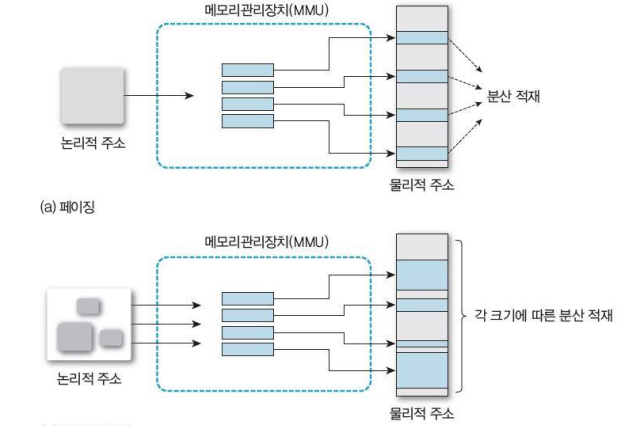 메모리관리장치(MMU)
분산 적재
논리적 주소
물리적 주소
(a) 페이징
메모리관리장치(MMU)
각 크기에 따른 분산 적재
논리적 주소
물리적 주소